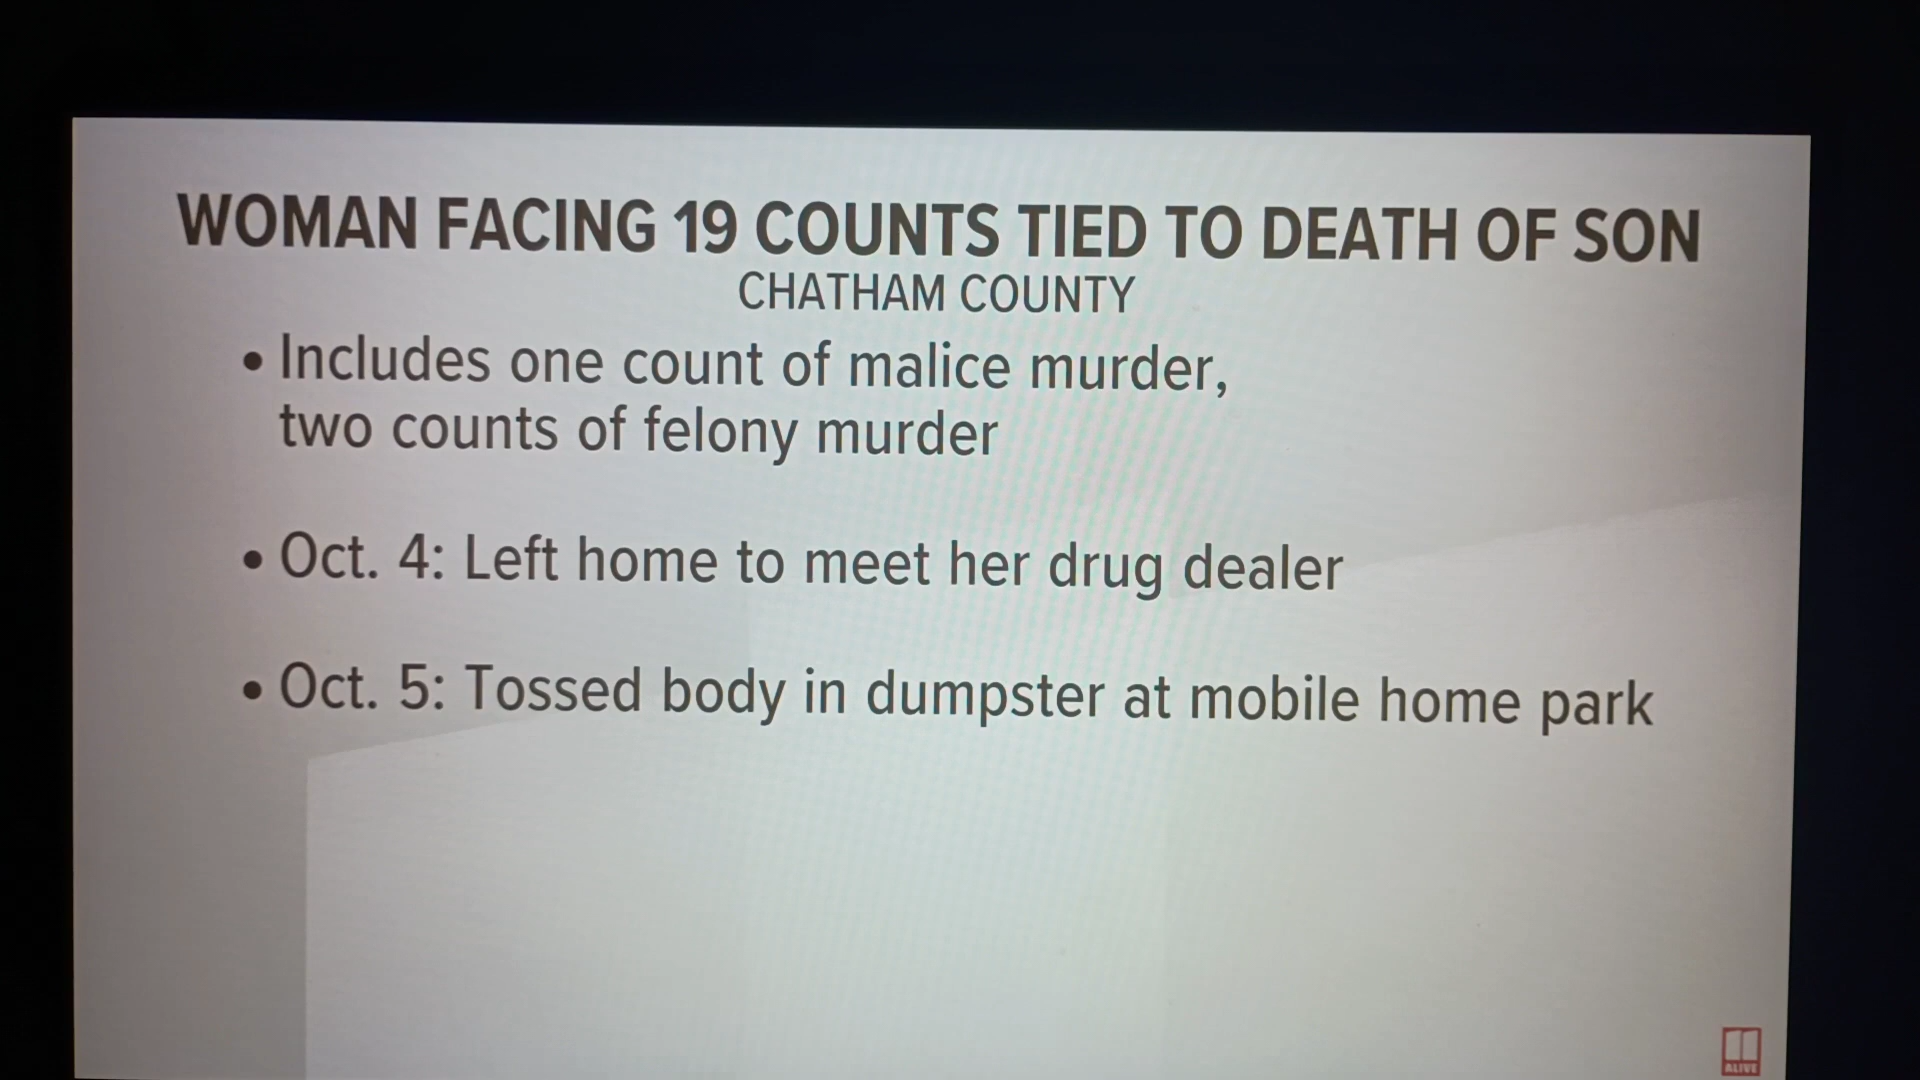 WOMAN FACING 19 COUNTS TIED TO DEATH OF SON
CHATHAM COUNTY
• Includes one count of malice murder,
two counts of felony murder
• Oct. 4: Left home to meet her drug dealer
• Oct. 5: Tossed body in dumpster at mobile home park
11
ALIVE